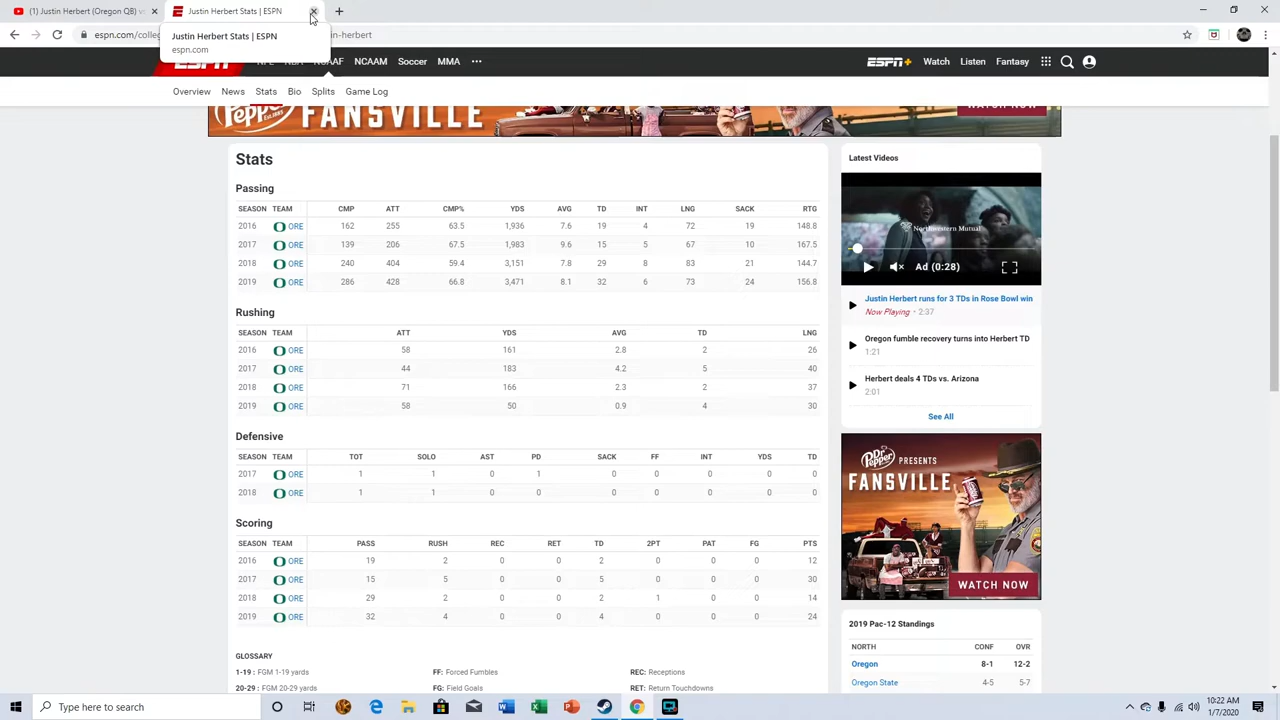 (1) Justin Herbert (Oregon QB) v
Justin Herbert Stats | ESPN
Justin Herbert Stats | ESPN
espn.com
espn.com/colleg
in-herbert
NCAAM Soccer MMA
ESPN+ Watch Listen Fantasy
Overview News Stats Bio Splits Game Log
Dr Pepper FANSVILLE
Stats
Passing
SEASON TEAM CMP ATT CMP% YDS AVG TD INT LNG SACK RTG
2016 ORE 162 255 63.5 1,936 7.6 19 4 72 19 148.8
2017 ORE 139 206 67.5 1,983 9.6 15 5 67 10 167.5
2018 ORE 240 404 59.4 3,151 7.8 29 8 83 21 144.7
2019 ORE 286 428 66.8 3,471 8.1 32 6 73 24 156.8
Rushing
SEASON TEAM ATT YDS AVG TD LNG
2016 ORE 58 161 2.8 2 26
2017 ORE 44 183 4.2 5 40
2018 ORE 71 166 2.3 2 37
2019 ORE 58 50 0.9 4 30
Defensive
SEASON TEAM TOT SOLO AST PD SACK FF INT YDS TD
2017 ORE 1 1 0 1 0 0 0 0 0
2018 ORE 1 1 0 0 0 0 0 0 0
Scoring
SEASON TEAM PASS RUSH REC RET TD 2PT PAT FG PTS
2016 ORE 19 2 0 0 2 0 0 0 12
2017 ORE 15 5 0 0 5 0 0 0 30
2018 ORE 29 2 0 0 2 1 0 0 14
2019 ORE 32 4 0 0 4 0 0 0 24
GLOSSARY
1-19 : FGM 1-19 yards FF: Forced Fumbles REC: Receptions
20-29 : FGM 20-29 yards FG: Field Goals RET: Return Touchdowns
Latest Videos
Northwestern Mutual
Ad (0:28)
Justin Herbert runs for 3 TDs in Rose Bowl win
Now Playing • 2:37
Oregon fumble recovery turns into Herbert TD
1:21
Herbert deals 4 TDs vs. Arizona
2:01
See All
Dr Pepper PRESENTS
FANSVILLE
WATCH NOW
2019 Pac-12 Standings
NORTH CONF OVR
Oregon 8-1 12-2
Oregon State 4-5 5-7
Type here to search
10:22 AM
1/7/2020